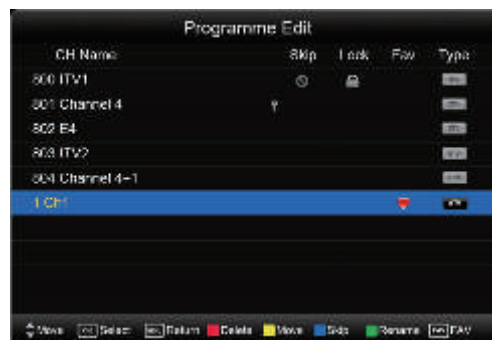 Programme Edit
CH Name Skip Lock Fav Type
800 ITV1
801 Channel 4
802 E4
803 ITV2
804 Channel 4+1
1 Ch1
Move Select Return Delete Move Skip Rename FAV